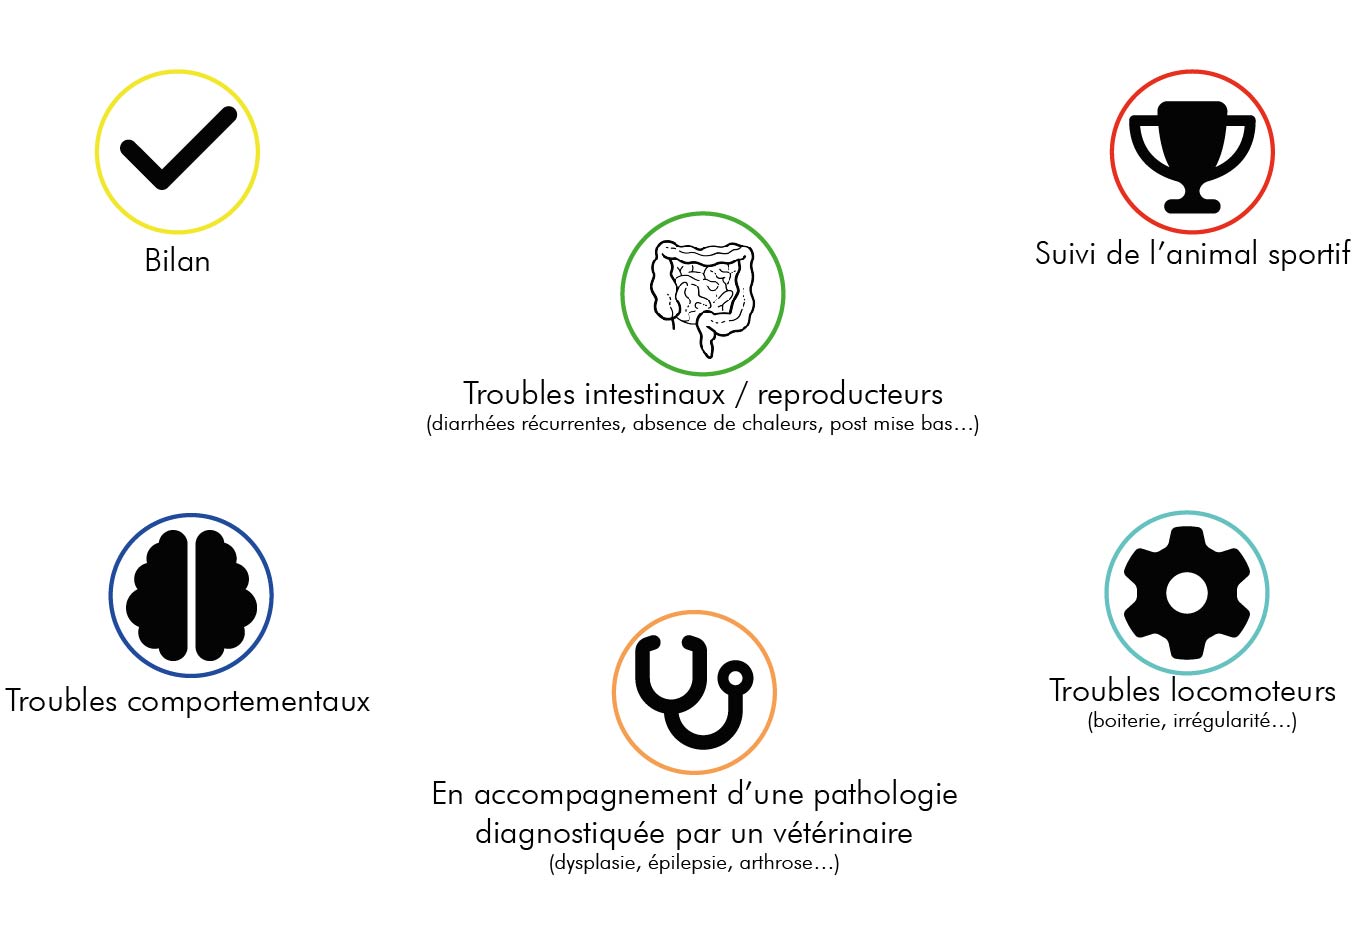 Bilan
Suivi de l’animal sportif
Troubles intestinaux / reproducteurs
(diarrhées récurrentes, absence de chaleurs, post mise bas...)
Troubles comportementaux
Troubles locomoteurs
(boiterie, irrégularité...)
En accompagnement d’une pathologie
diagnostiquée par un vétérinaire
(dysplasie, épilepsie, arthrose...)